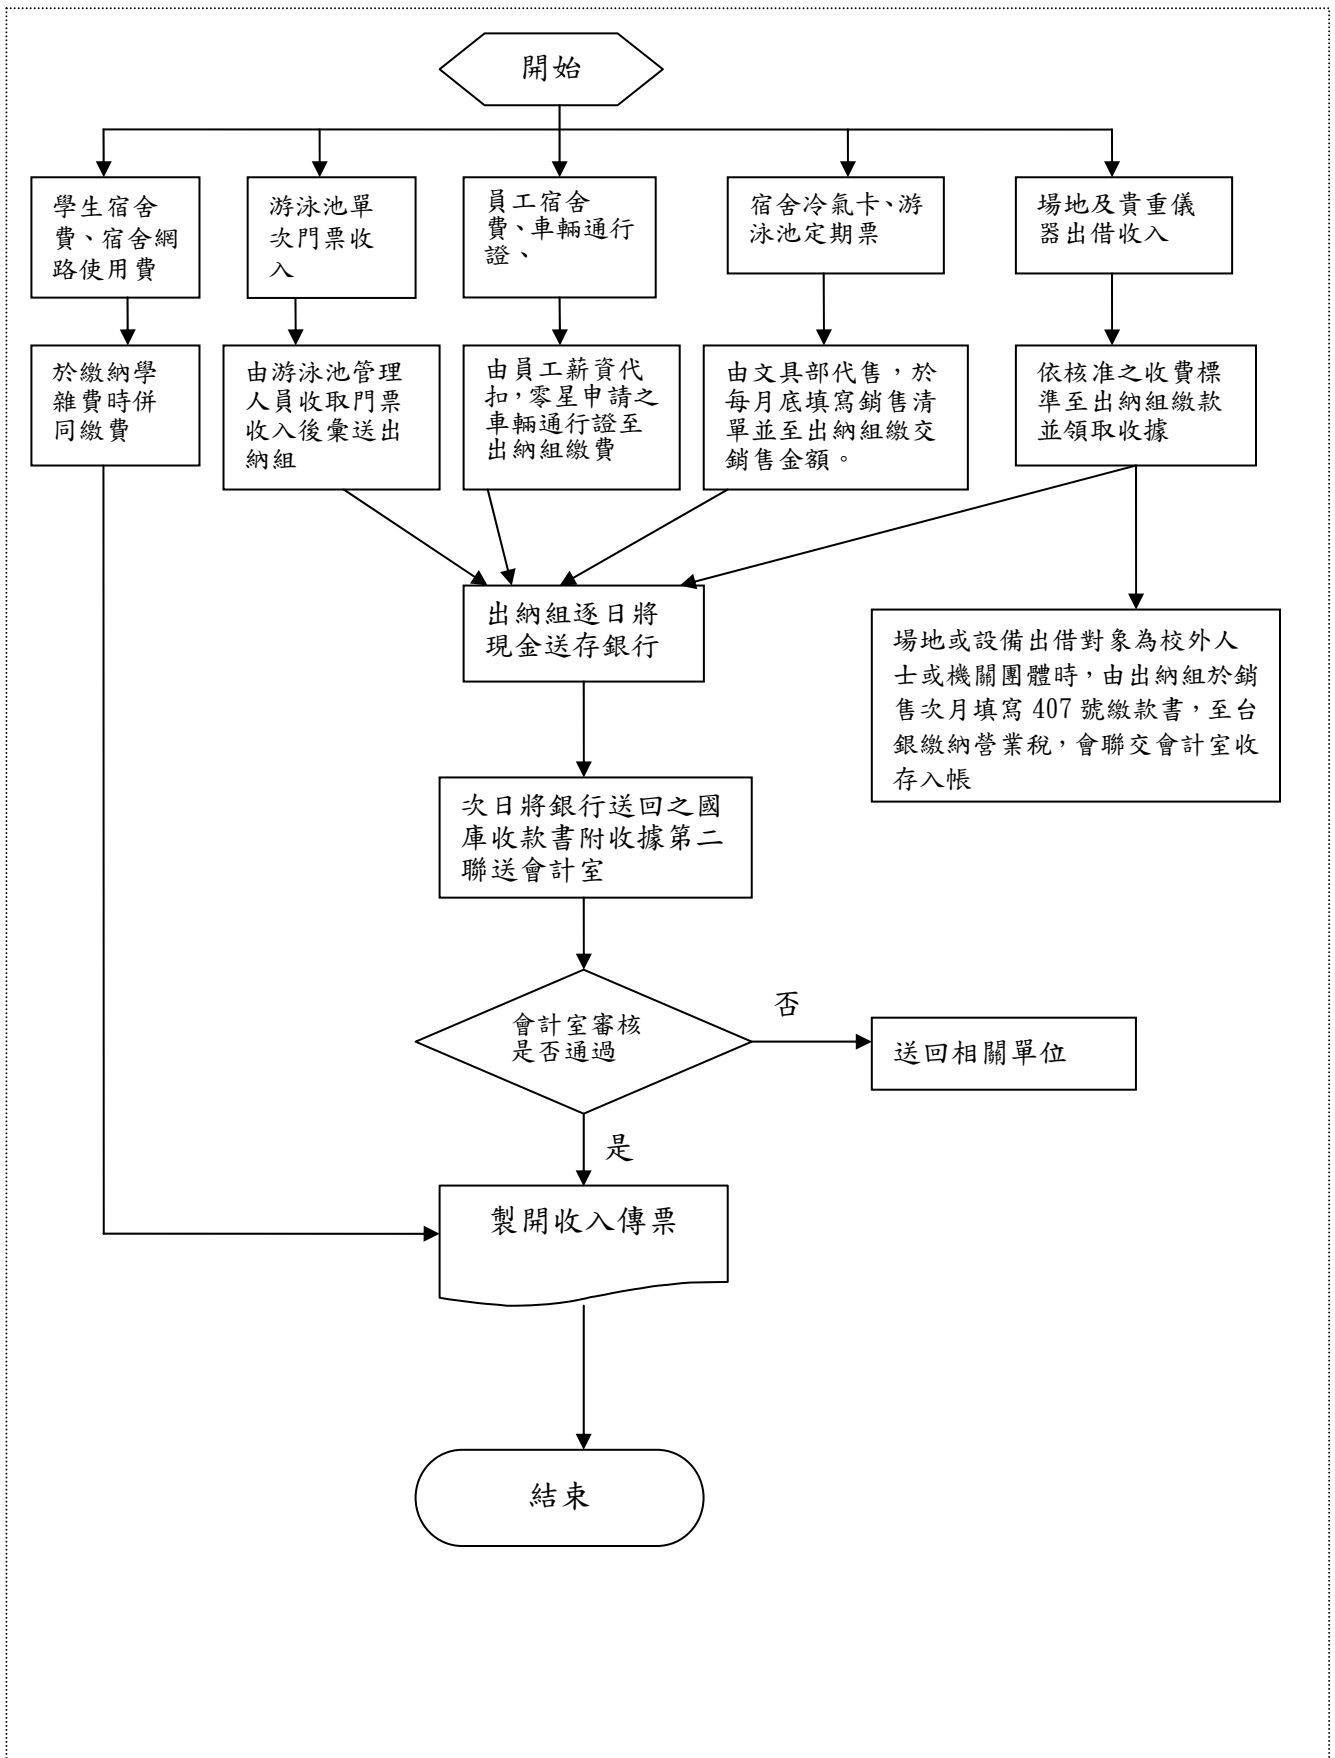 開始
學生宿舍
費、宿舍網
路使用費
游泳池單
次門票收
入
員工宿舍
費、車輛通行
證、
宿舍冷氣卡、游
泳池定期票
場地及貴重儀
器出借收入
於繳納學
雜費時併
同繳費
由游泳池管理
人員收取門票
收入後彙送出
納組
由員工薪資代
扣，零星申請之
車輛通行證至
出納組繳費
由文具部代售，於
每月底填寫銷售清
單並至出納組繳交
銷售金額。
依核准之收費標
準至出納組繳款
並領取收據
出納組逐日將
現金送存銀行
場地或設備出借對象為校外人
士或機關團體時，由出納組於銷
售次月填寫 407 號繳款書，至台
銀繳納營業稅，會聯交會計室收
存入帳
次日將銀行送回之國
庫收款書附收據第二
聯送會計室
會計室審核
是否通過
否
送回相關單位
是
製開收入傳票
結束